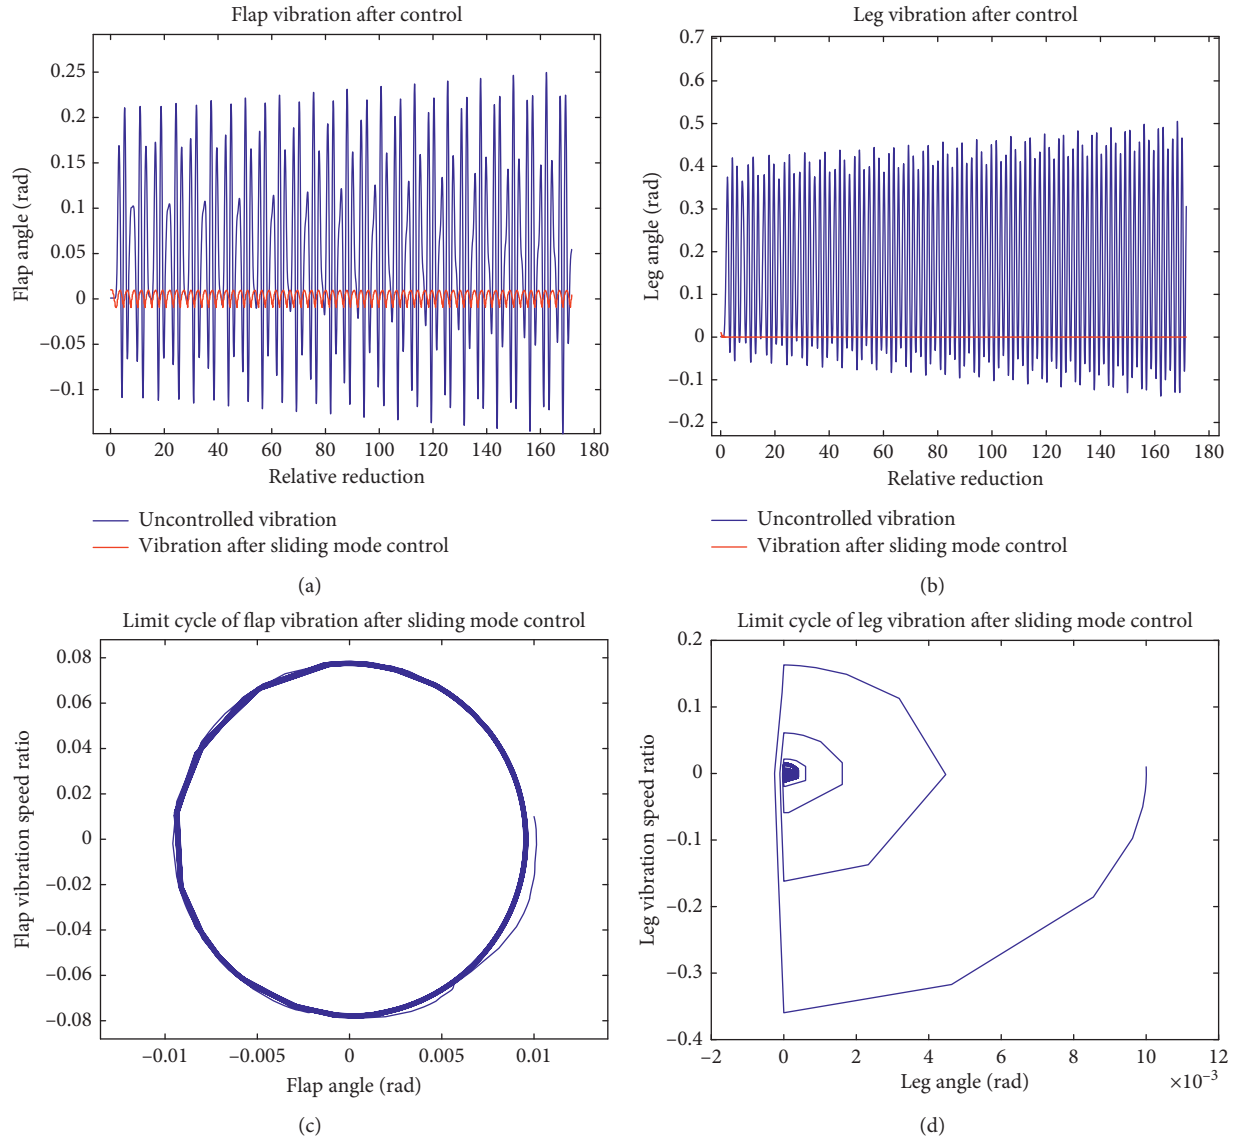 Flap vibration after control
0.25
0.2
0.15
0.1
0.05
0
−0.05
−0.1
Flap angle (rad)
0 20 40 60 80 100 120 140 160 180
Relative reduction
Uncontrolled vibration
Vibration after sliding mode control
(a)
Leg vibration after control
0.7
0.6
0.5
0.4
0.3
0.2
0.1
0
−0.1
−0.2
Leg angle (rad)
0 20 40 60 80 100 120 140 160 180
Relative reduction
Uncontrolled vibration
Vibration after sliding mode control
(b)
Limit cycle of flap vibration after sliding mode control
0.08
0.06
0.04
0.02
0
−0.02
−0.04
−0.06
−0.08
Flap vibration speed ratio
−0.01 −0.005 0 0.005 0.01
Flap angle (rad)
(c)
Limit cycle of leg vibration after sliding mode control
0.2
0.1
0
−0.1
−0.2
−0.3
−0.4
Leg vibration speed ratio
−2 0 2 4 6 8 10 12
Leg angle (rad)
×10⁻³
(d)